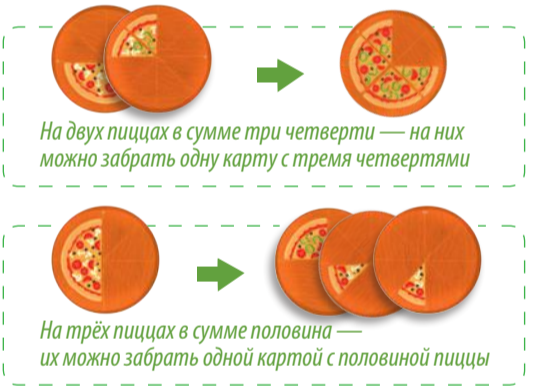 На двух пиццах в сумме три четверти — на них
можно забрать одну карту с тремя четвертями
На трёх пиццах в сумме половина —
их можно забрать одной картой с половиной пиццы